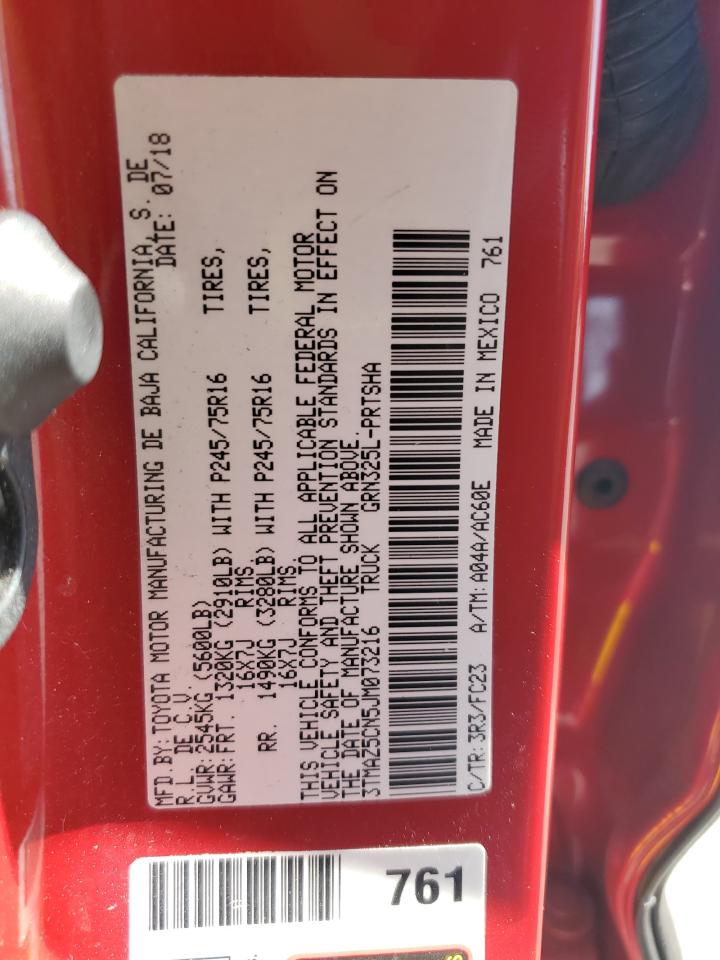 MFD.BY:TOYOTA MOTOR MANUFACTURING DE BAJA CALIFORNIA, S. DE
R.L. DE C.V. DATE: 07/18
GVWR:2545KG (5600LB)
GAWR:FRT. 1320KG (2910LB) WITH P245/75R16 TIRES,
16X7J RIMS,
RR. 1490KG (3280LB) WITH P245/75R16 TIRES,
16X7J RIMS.
THIS VEHICLE CONFORMS TO ALL APPLICABLE FEDERAL MOTOR
VEHICLE SAFETY AND THEFT PREVENTION STANDARDS IN EFFECT ON
THE DATE OF MANUFACTURE SHOWN ABOVE.
3TMAZ5CN5JM073216 TRUCK GRN325L-PRTSHA
C/TR:3R3/FC23 A/TM:A04A/AC60E MADE IN MEXICO 761
761